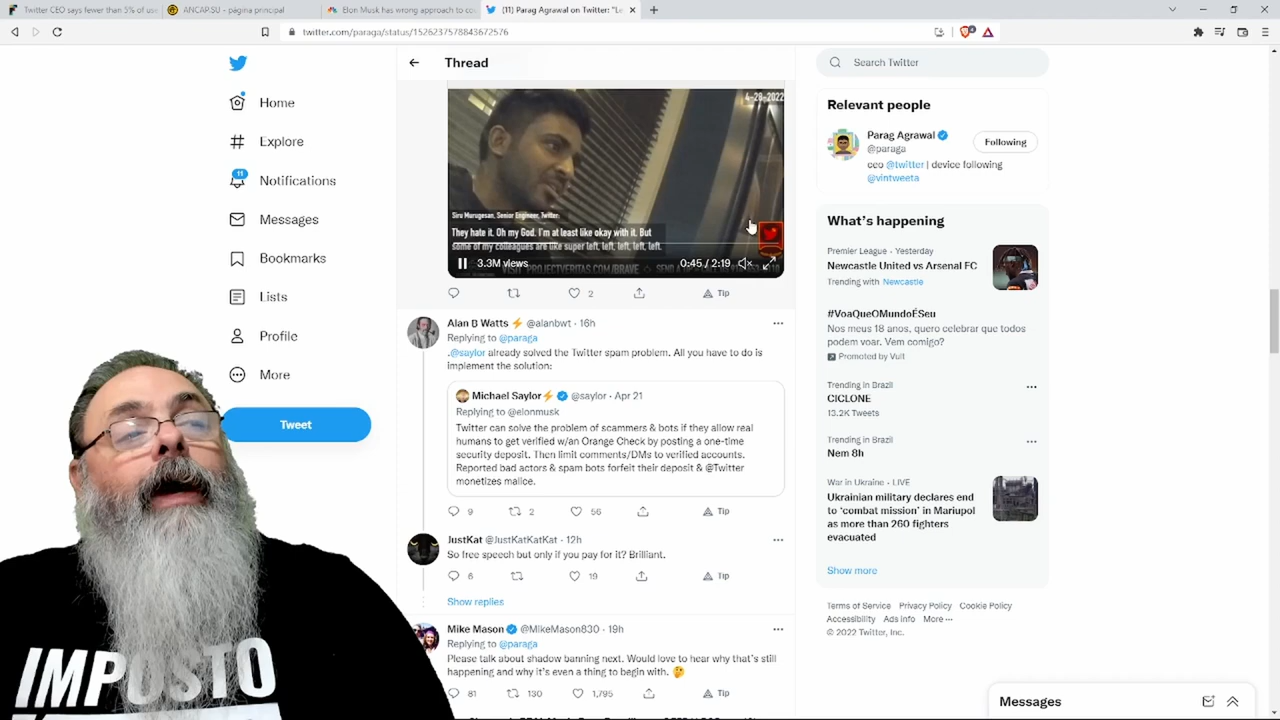 Twitter CEO says fewer than 5% of us
ANCAP.SU - página principal
Elon Musk has wrong approach to co
(11) Parag Agrawal on Twitter: "Le
twitter.com/paraga/status/1526237578843672576
Thread
Search Twitter
Home
Explore
11
Notifications
Messages
Bookmarks
Lists
Profile
More
Tweet
4-28-2022
Siru Murugesan, Senior Engineer, Twitter:
They hate it. Oh my God. I'm at least like okay with it. But
some of my colleagues are like super left, left, left, left, left.
VISIT PROJECTVERITAS.COM/BRAVE
3.3M views
0:45 / 2:19
2
Tip
Alan B Watts⚡ @alanbwt · 16h
Replying to @paraga
.@saylor already solved the Twitter spam problem. All you have to do is
implement the solution:
Michael Saylor⚡ @saylor · Apr 21
Replying to @elonmusk
Twitter can solve the problem of scammers & bots if they allow real
humans to get verified w/an Orange Check by posting a one-time
security deposit. Then limit comments/DMs to verified accounts.
Reported bad actors & spam bots forfeit their deposit & @Twitter
monetizes malice.
9 2 56 Tip
JustKat @JustKatKatKat · 12h
So free speech but only if you pay for it? Brilliant.
6 19 Tip
Show replies
Mike Mason @MikeMason830 · 19h
Replying to @paraga
Please talk about shadow banning next. Would love to hear why that's still
happening and why it's even a thing to begin with. 🤔
81 130 1,795 Tip
Relevant people
Parag Agrawal
@paraga
Following
ceo @twitter | device following
@vintweeta
What's happening
Premier League · Yesterday
Newcastle United vs Arsenal FC
Trending with Newcastle
#VoaQueOMundoÉSeu
Nos meus 18 anos, quero celebrar que todos
podem voar. Vem comigo?
Promoted by Vult
Trending in Brazil
CICLONE
13.2K Tweets
Trending in Brazil
Nem 8h
War in Ukraine · LIVE
Ukrainian military declares end
to 'combat mission' in Mariupol
as more than 260 fighters
evacuated
Show more
Terms of Service Privacy Policy Cookie Policy
Accessibility Ads info More ···
© 2022 Twitter, Inc.
Messages
IMPOSTO